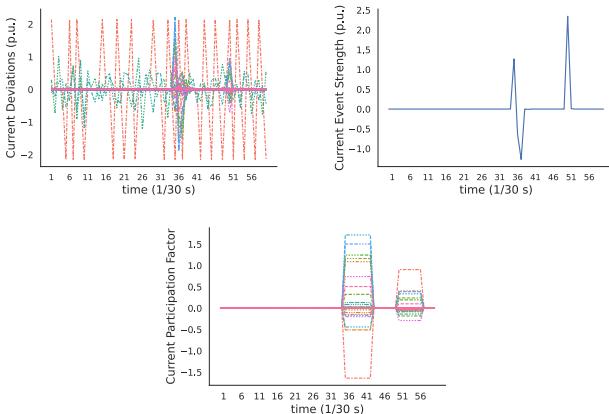 Current Deviations (p.u.)
2
1
0
−1
−2
1 6 11 16 21 26 31 36 41 46 51 56
time (1/30 s)
Current Event Strength (p.u.)
2.5
2.0
1.5
1.0
0.5
0.0
−0.5
−1,0
1 6 11 16 21 26 31 36 41 46 51 56
time (1/30 s)
Current Participation Factor
1.5
1.0
0.5
0.0
−0.5
−1.0
−1.5
1 6 11 16 21 26 31 36 41 46 51 56
time (1/30 s)